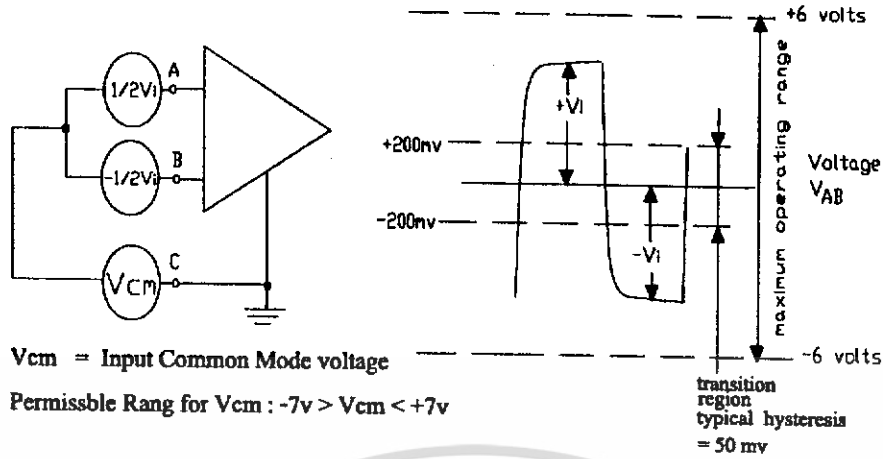 A
1/2Vi
B
-1/2Vi
C
Vcm
Vcm = Input Common Mode voltage
Permissble Rang for Vcm : -7v > Vcm < +7v
+6 volts
+Vi
+200mv
-200mv
-Vi
maximum operating range
Voltage
VAB
-6 volts
transition
region
typical hysteresis
= 50 mv